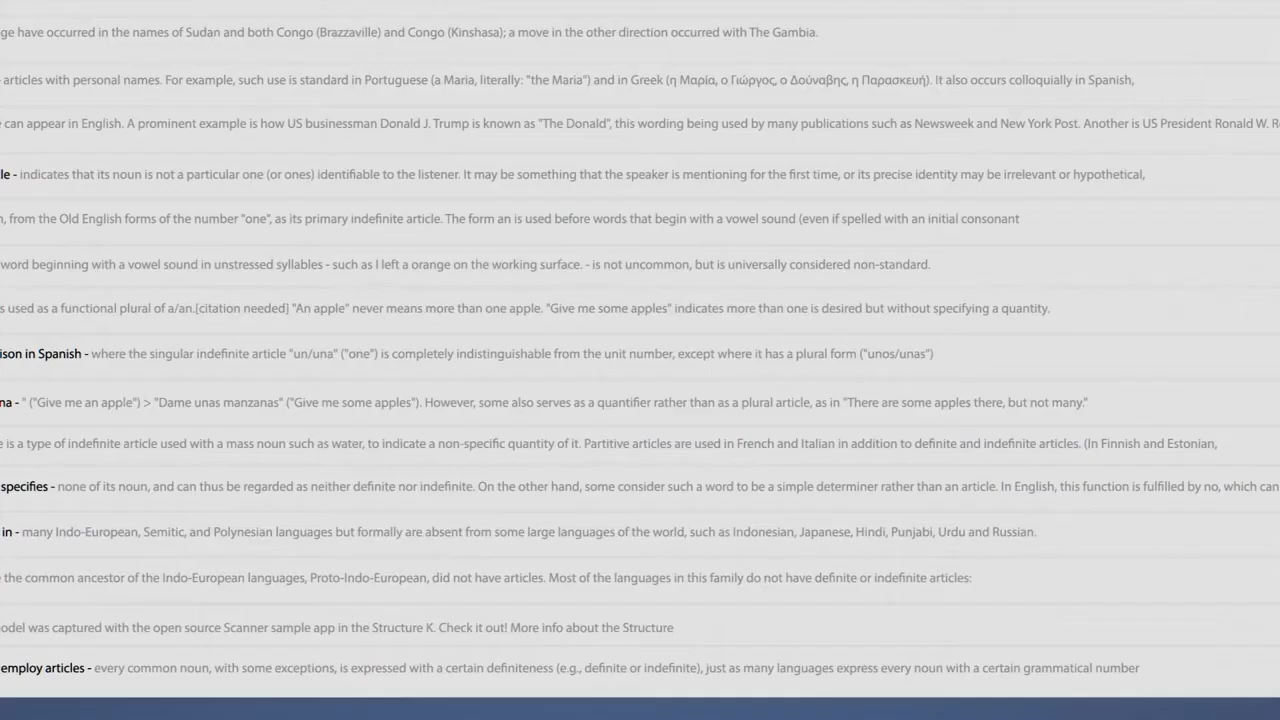 ge have occurred in the names of Sudan and both Congo (Brazzaville) and Congo (Kinshasa); a move in the other direction occurred with The Gambia.
articles with personal names. For example, such use is standard in Portuguese (a Maria, literally: "the Maria") and in Greek (η Μαρία, ο Γιώργος, ο Δούναβης, η Παρασκευή). It also occurs colloquially in Spanish,
e can appear in English. A prominent example is how US businessman Donald J. Trump is known as "The Donald", this wording being used by many publications such as Newsweek and New York Post. Another is US President Ronald W. R
le - indicates that its noun is not a particular one (or ones) identifiable to the listener. It may be something that the speaker is mentioning for the first time, or its precise identity may be irrelevant or hypothetical,
, from the Old English forms of the number "one", as its primary indefinite article. The form an is used before words that begin with a vowel sound (even if spelled with an initial consonant
word beginning with a vowel sound in unstressed syllables - such as I left a orange on the working surface. - is not uncommon, but is universally considered non-standard.
s used as a functional plural of a/an.[citation needed] "An apple" never means more than one apple. "Give me some apples" indicates more than one is desired but without specifying a quantity.
ison in Spanish - where the singular indefinite article "un/una" ("one") is completely indistinguishable from the unit number, except where it has a plural form ("unos/unas")
na - " ("Give me an apple") > "Dame unas manzanas" ("Give me some apples"). However, some also serves as a quantifier rather than as a plural article, as in "There are some apples there, but not many."
e is a type of indefinite article used with a mass noun such as water, to indicate a non-specific quantity of it. Partitive articles are used in French and Italian in addition to definite and indefinite articles. (In Finnish and Estonian,
specifies - none of its noun, and can thus be regarded as neither definite nor indefinite. On the other hand, some consider such a word to be a simple determiner rather than an article. In English, this function is fulfilled by no, which can
in - many Indo-European, Semitic, and Polynesian languages but formally are absent from some large languages of the world, such as Indonesian, Japanese, Hindi, Punjabi, Urdu and Russian.
the common ancestor of the Indo-European languages, Proto-Indo-European, did not have articles. Most of the languages in this family do not have definite or indefinite articles:
odel was captured with the open source Scanner sample app in the Structure K. Check it out! More info about the Structure
employ articles - every common noun, with some exceptions, is expressed with a certain definiteness (e.g., definite or indefinite), just as many languages express every noun with a certain grammatical number